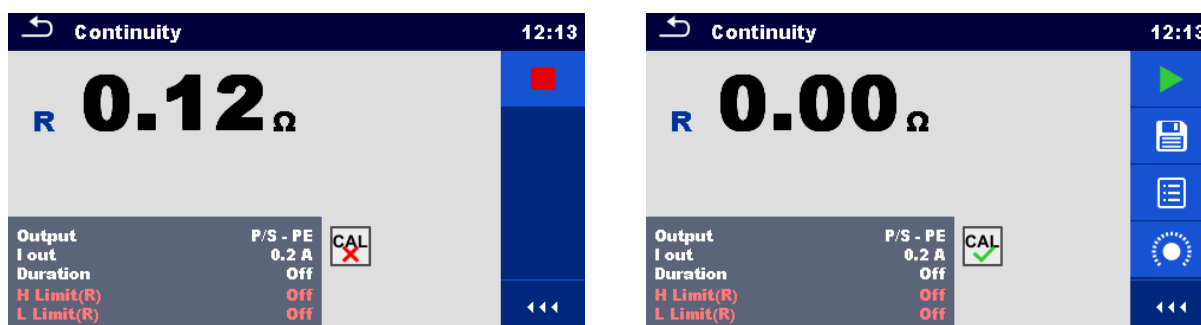 Continuity 12:13
R 0.12 Ω
Output P/S - PE
I out 0.2 A
Duration Off
H Limit(R) Off
L Limit(R) Off
CAL
Continuity 12:13
R 0.00 Ω
Output P/S - PE
I out 0.2 A
Duration Off
H Limit(R) Off
L Limit(R) Off
CAL